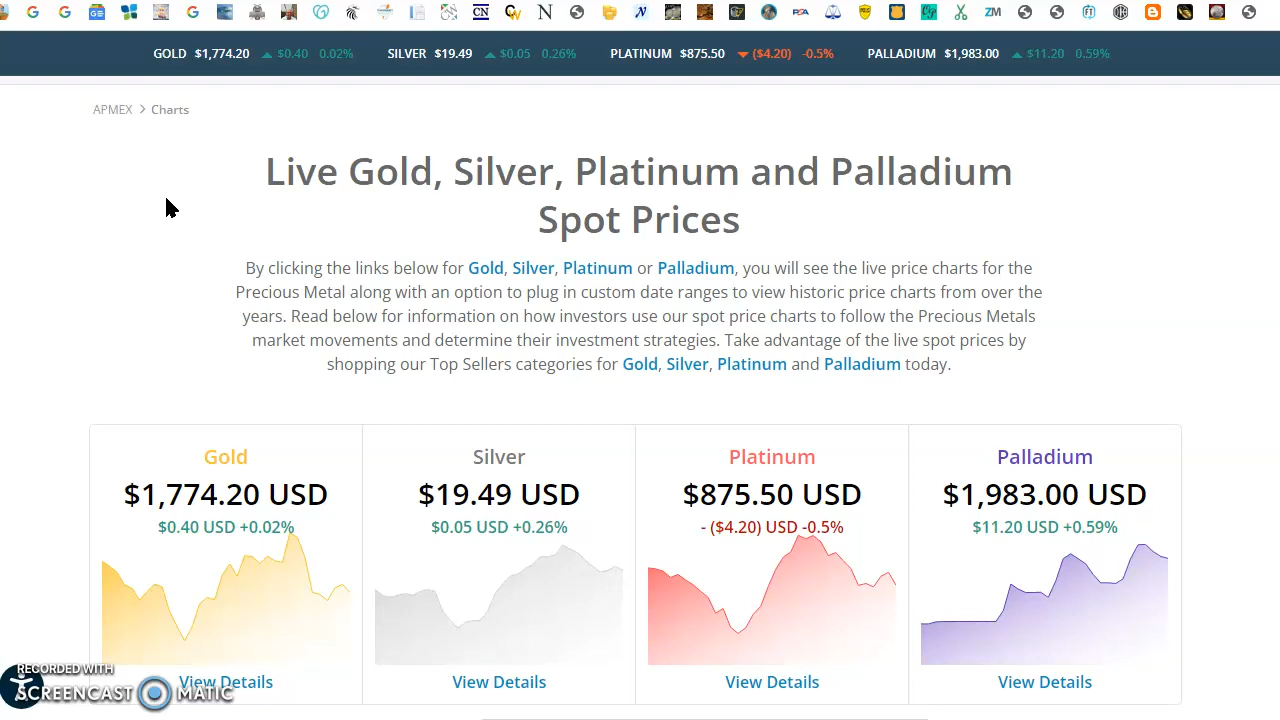 GOLD $1,774.20 $0.40 0.02% SILVER $19.49 $0.05 0.26% PLATINUM $875.50 ($4.20) -0.5% PALLADIUM $1,983.00 $11.20 0.59%
APMEX > Charts
Live Gold, Silver, Platinum and Palladium
Spot Prices
By clicking the links below for Gold, Silver, Platinum or Palladium, you will see the live price charts for the
Precious Metal along with an option to plug in custom date ranges to view historic price charts from over the
years. Read below for information on how investors use our spot price charts to follow the Precious Metals
market movements and determine their investment strategies. Take advantage of the live spot prices by
shopping our Top Sellers categories for Gold, Silver, Platinum and Palladium today.
Gold Silver Platinum Palladium
$1,774.20 USD $19.49 USD $875.50 USD $1,983.00 USD
$0.40 USD +0.02% $0.05 USD +0.26% - ($4.20) USD -0.5% $11.20 USD +0.59%
View Details View Details View Details View Details
RECORDED WITH
SCREENCAST MATIC